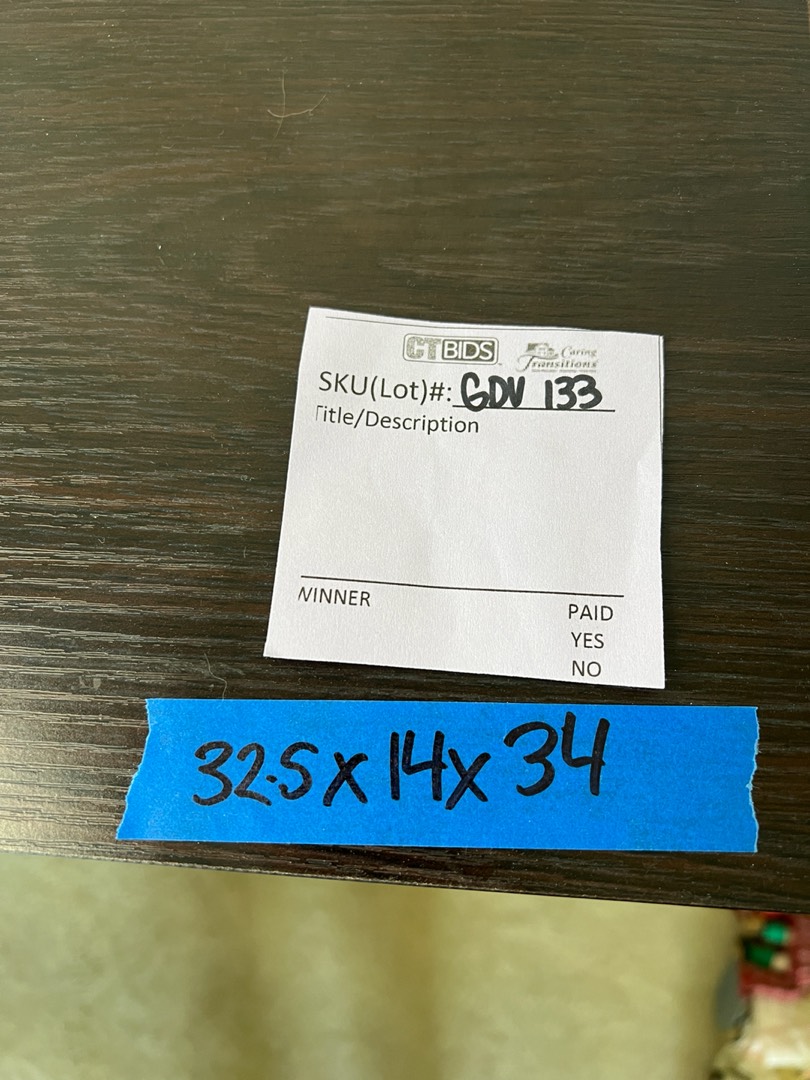 CTBIDS
Caring
Transitions
SKU(Lot)#: GDV 133
Title/Description
WINNER
PAID
YES
NO
32.5 x 14 x 34